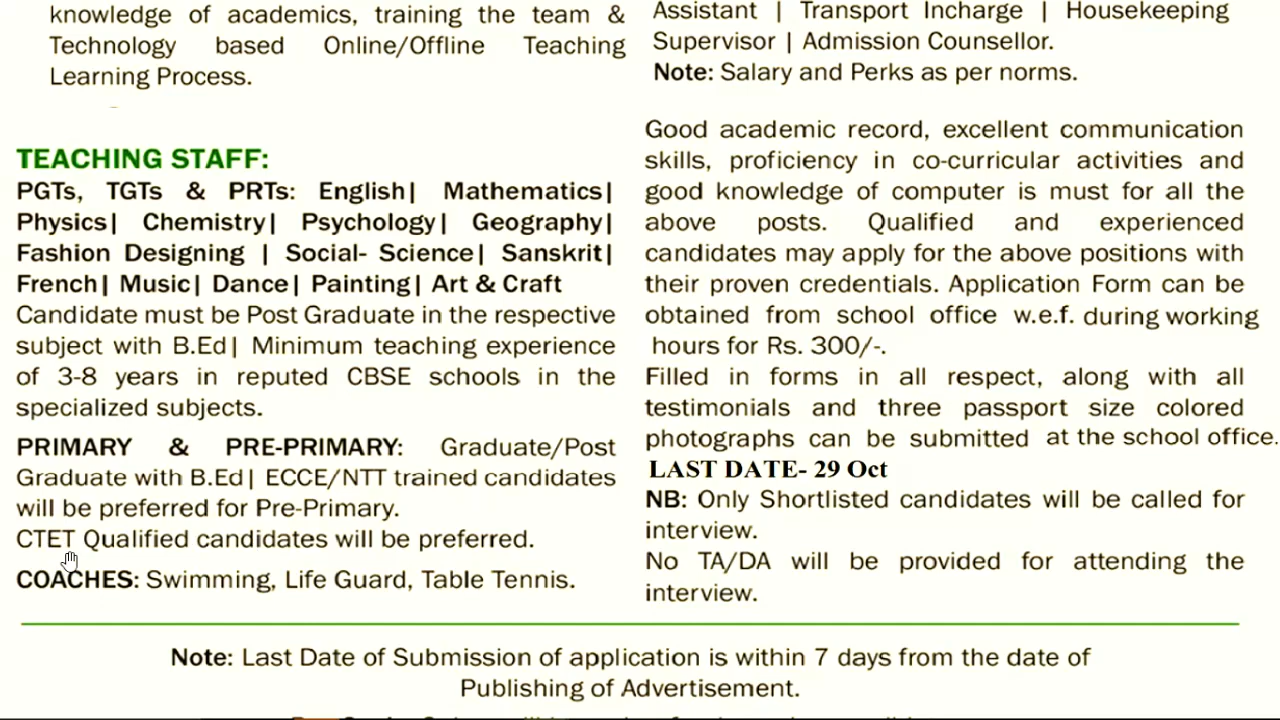 knowledge of academics, training the team &
Technology based Online/Offline Teaching
Learning Process.
TEACHING STAFF:
PGTs, TGTs & PRTs: English| Mathematics|
Physics| Chemistry| Psychology| Geography|
Fashion Designing | Social- Science| Sanskrit|
French| Music| Dance| Painting| Art & Craft
Candidate must be Post Graduate in the respective
subject with B.Ed| Minimum teaching experience
of 3-8 years in reputed CBSE schools in the
specialized subjects.
PRIMARY & PRE-PRIMARY: Graduate/Post
Graduate with B.Ed| ECCE/NTT trained candidates
will be preferred for Pre-Primary.
CTET Qualified candidates will be preferred.
COACHES: Swimming, Life Guard, Table Tennis.
Assistant | Transport Incharge | Housekeeping
Supervisor | Admission Counsellor.
Note: Salary and Perks as per norms.
Good academic record, excellent communication
skills, proficiency in co-curricular activities and
good knowledge of computer is must for all the
above posts. Qualified and experienced
candidates may apply for the above positions with
their proven credentials. Application Form can be
obtained from school office w.e.f. during working
hours for Rs. 300/-.
Filled in forms in all respect, along with all
testimonials and three passport size colored
photographs can be submitted at the school office.
LAST DATE- 29 Oct
NB: Only Shortlisted candidates will be called for
interview.
No TA/DA will be provided for attending the
interview.
Note: Last Date of Submission of application is within 7 days from the date of
Publishing of Advertisement.